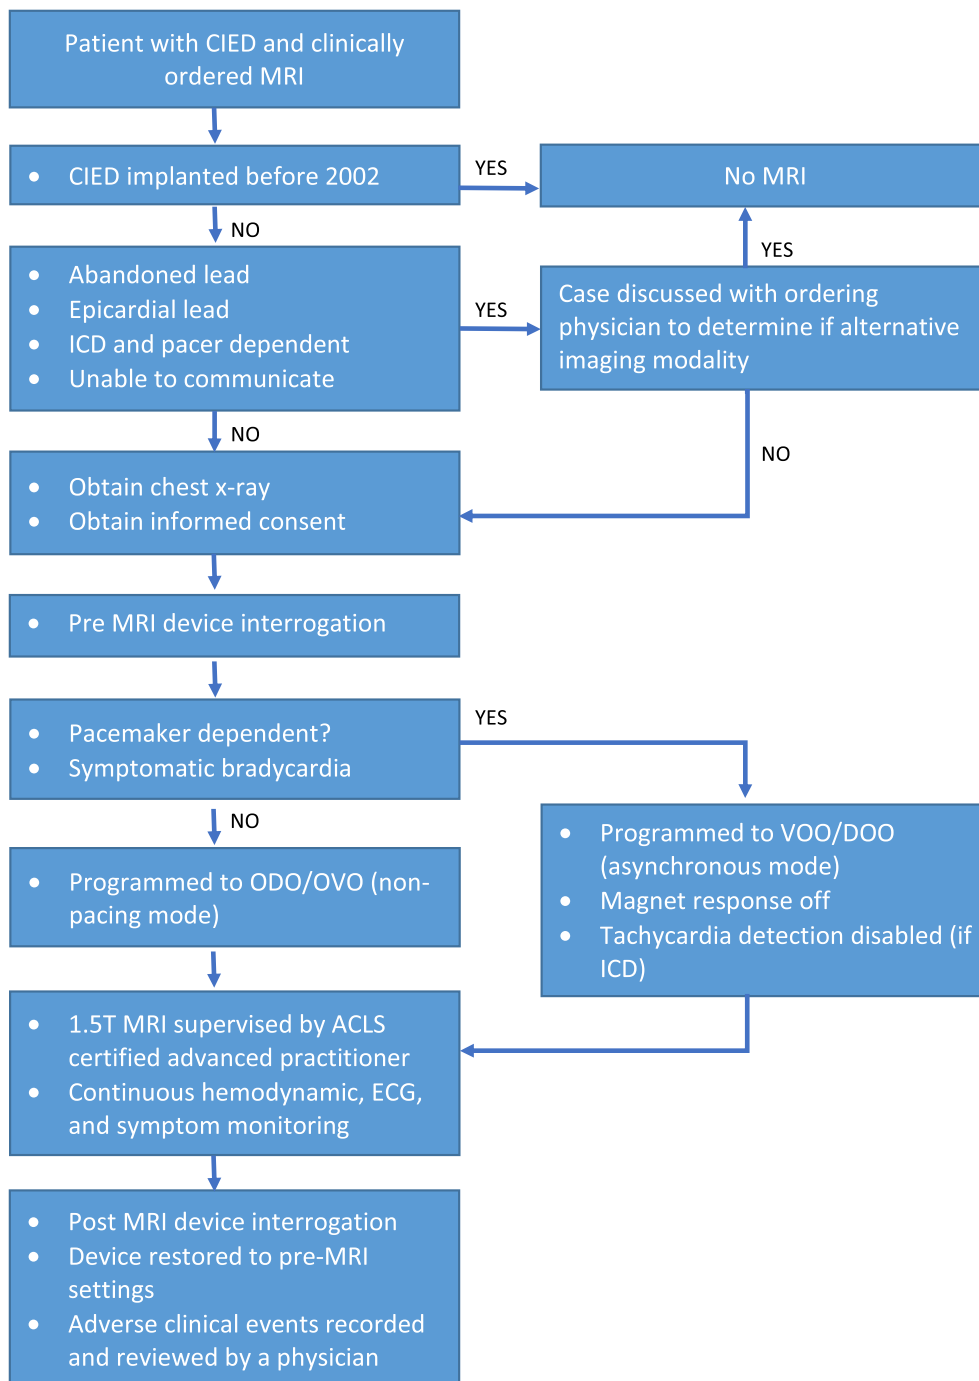 Patient with CIED and clinically
ordered MRI
• CIED implanted before 2002
YES
No MRI
NO
YES
• Abandoned lead
• Epicardial lead
• ICD and pacer dependent
• Unable to communicate
YES
Case discussed with ordering
physician to determine if alternative
imaging modality
NO
NO
• Obtain chest x-ray
• Obtain informed consent
• Pre MRI device interrogation
• Pacemaker dependent?
• Symptomatic bradycardia
YES
NO
• Programmed to VOO/DOO
(asynchronous mode)
• Magnet response off
• Tachycardia detection disabled (if
ICD)
• Programmed to ODO/OVO (non-
pacing mode)
• 1.5T MRI supervised by ACLS
certified advanced practitioner
• Continuous hemodynamic, ECG,
and symptom monitoring
• Post MRI device interrogation
• Device restored to pre-MRI
settings
• Adverse clinical events recorded
and reviewed by a physician